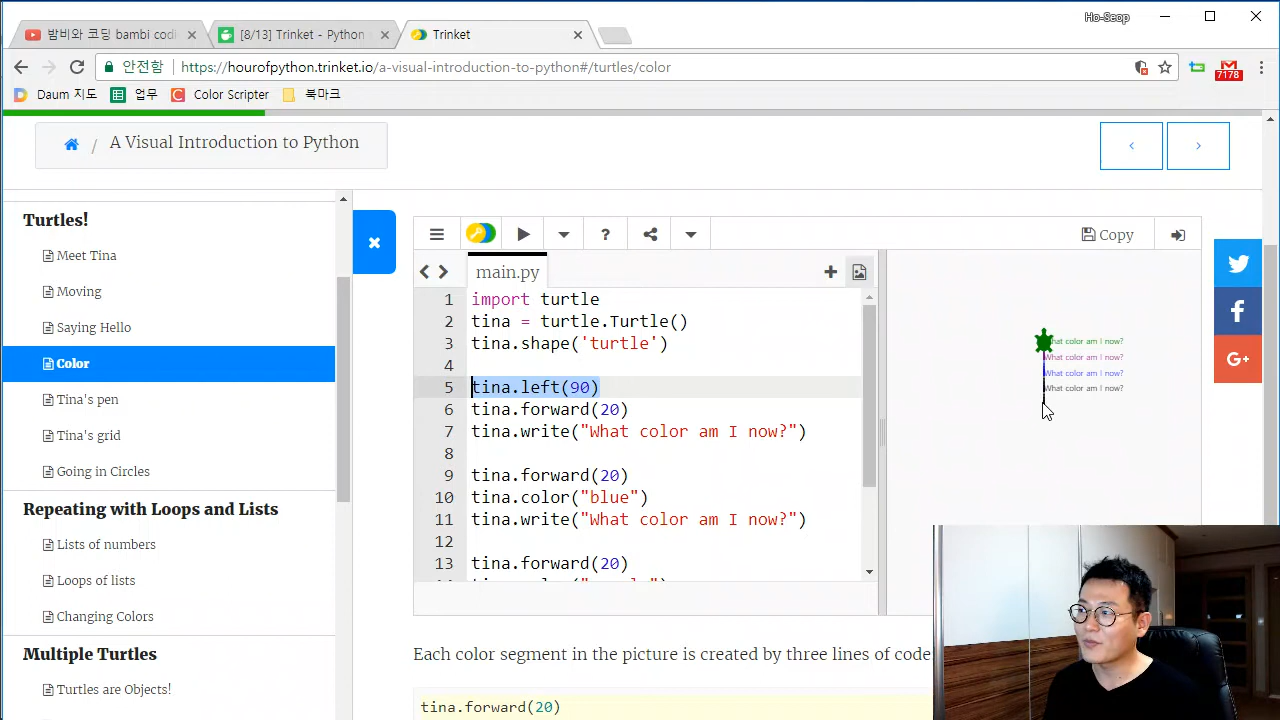 Ho-Seop
밤비와 코딩 bambi codi
[8/13] Trinket - Python
Trinket
안전함
https://hourofpython.trinket.io/a-visual-introduction-to-python#/turtles/color
7178
Daum 지도
업무
Color Scripter
북마크
/ A Visual Introduction to Python
Turtles!
Meet Tina
Moving
Saying Hello
Color
Tina's pen
Tina's grid
Going in Circles
Repeating with Loops and Lists
Lists of numbers
Loops of lists
Changing Colors
Multiple Turtles
Turtles are Objects!
Copy
main.py
1 import turtle
2 tina = turtle.Turtle()
3 tina.shape('turtle')
4
5 tina.left(90)
6 tina.forward(20)
7 tina.write("What color am I now?")
8
9 tina.forward(20)
10 tina.color("blue")
11 tina.write("What color am I now?")
12
13 tina.forward(20)
What color am I now?
What color am I now?
What color am I now?
What color am I now?
G+
Each color segment in the picture is created by three lines of code
tina.forward(20)